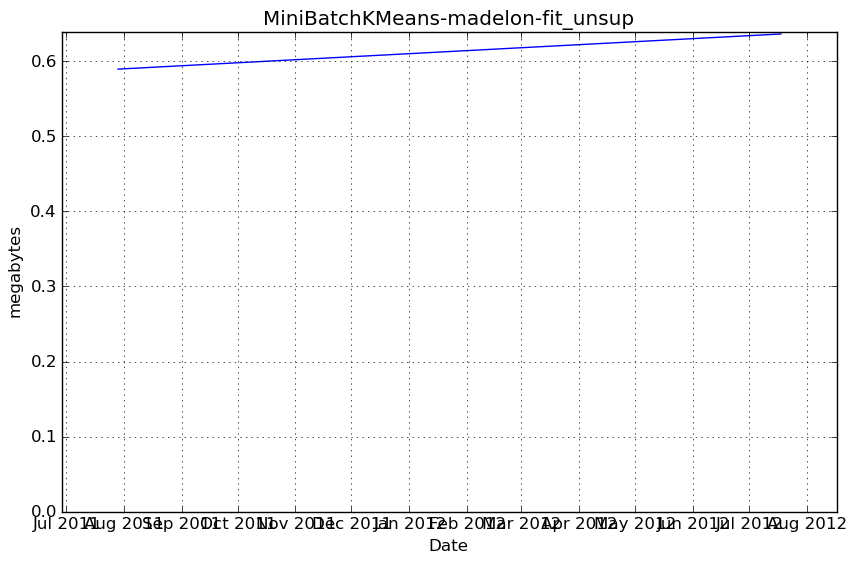 MiniBatchKMeans-madelon-fit_unsup
megabytes
0.6
0.5
0.4
0.3
0.2
0.1
0.0
Jul 2011 Aug 2011 Sep 2011 Oct 2011 Nov 2011 Dec 2011 Jan 2012 Feb 2012 Mar 2012 Apr 2012 May 2012 Jun 2012 Jul 2012 Aug 2012
Date